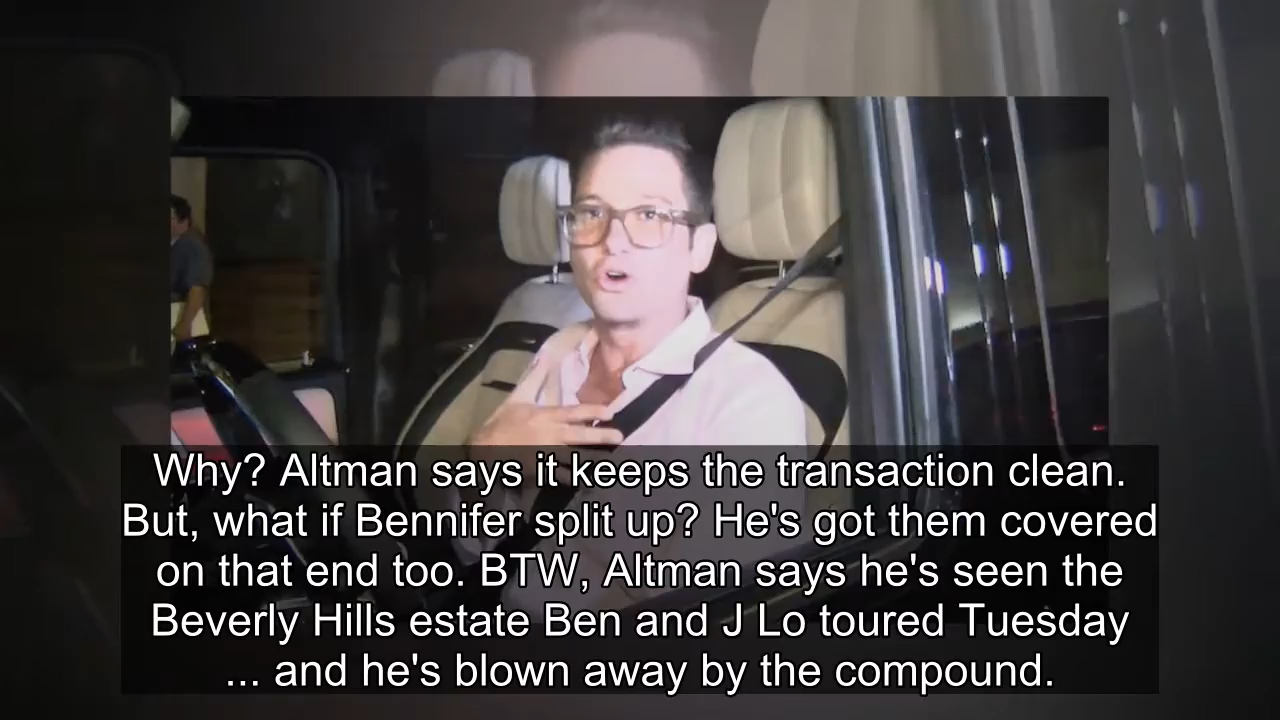 Why? Altman says it keeps the transaction clean.
But, what if Bennifer split up? He's got them covered
on that end too. BTW, Altman says he's seen the
Beverly Hills estate Ben and J Lo toured Tuesday
... and he's blown away by the compound.